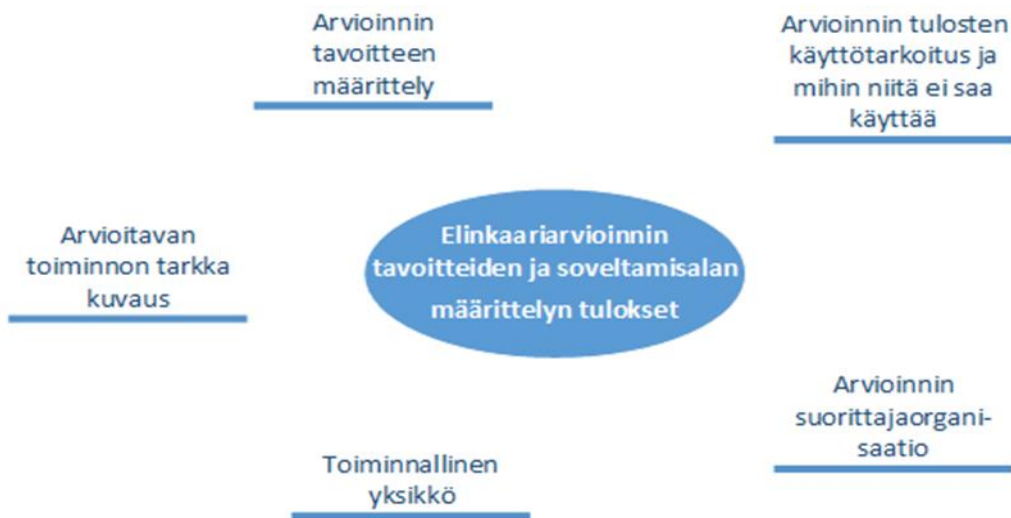 Arvioinnin
tavoitteen
määrittely
Arvioinnin tulosten
käyttötarkoitus ja
mihin niitä ei saa
käyttää
Arvioitavan
toiminnon tarkka
kuvaus
Elinkaariarvioinnin
tavoitteiden ja soveltamisalan
määrittelyn tulokset
Arvioinnin
suorittajaorgani-
saatio
Toiminnallinen
yksikkö